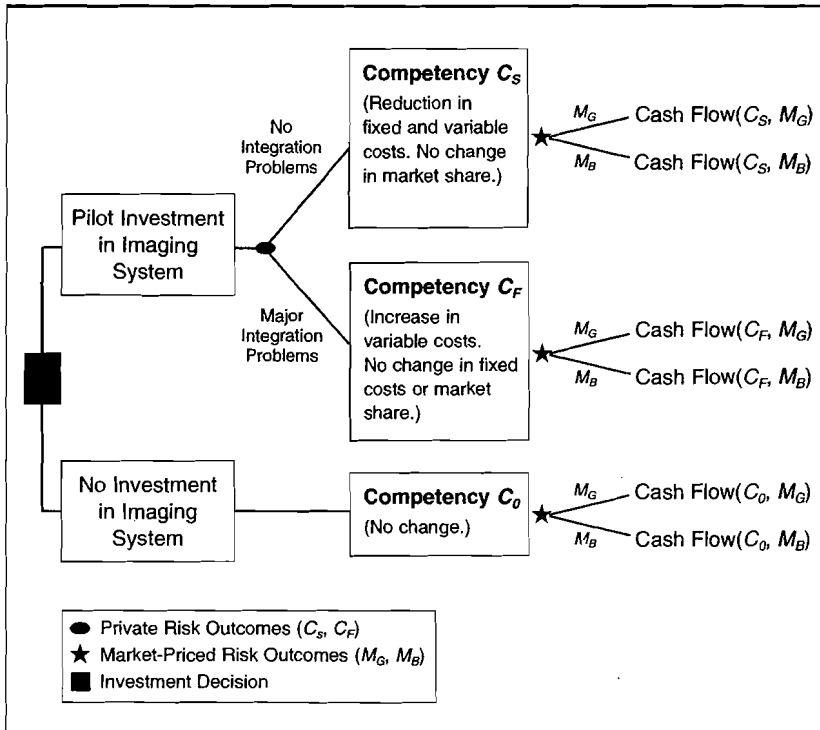 No
Integration
Problems
Competency C_S
(Reduction in
fixed and variable
costs. No change
in market share.)
M_G
Cash Flow(C_S, M_G)
M_B
Cash Flow(C_S, M_B)
Pilot Investment
in Imaging
System
Major
Integration
Problems
Competency C_F
(Increase in
variable costs.
No change in fixed
costs or market
share.)
M_G
Cash Flow(C_F, M_G)
M_B
Cash Flow(C_F, M_B)
No Investment
in Imaging
System
Competency C_0
(No change.)
M_G
Cash Flow(C_0, M_G)
M_B
Cash Flow(C_0, M_B)
Private Risk Outcomes (C_s, C_F)
Market-Priced Risk Outcomes (M_G, M_B)
Investment Decision